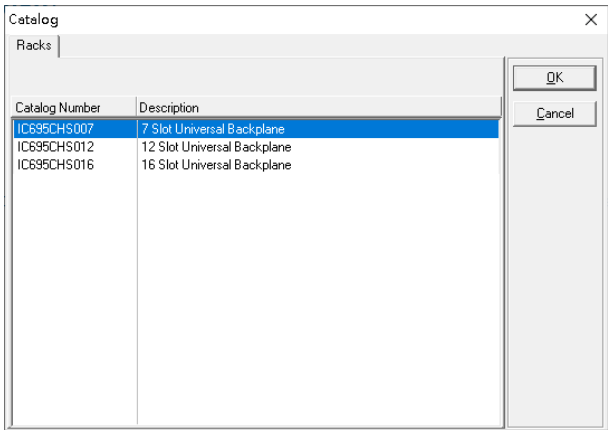 Catalog
Racks
OK
Cancel
Catalog Number Description
IC695CHS007 7 Slot Universal Backplane
IC695CHS012 12 Slot Universal Backplane
IC695CHS016 16 Slot Universal Backplane